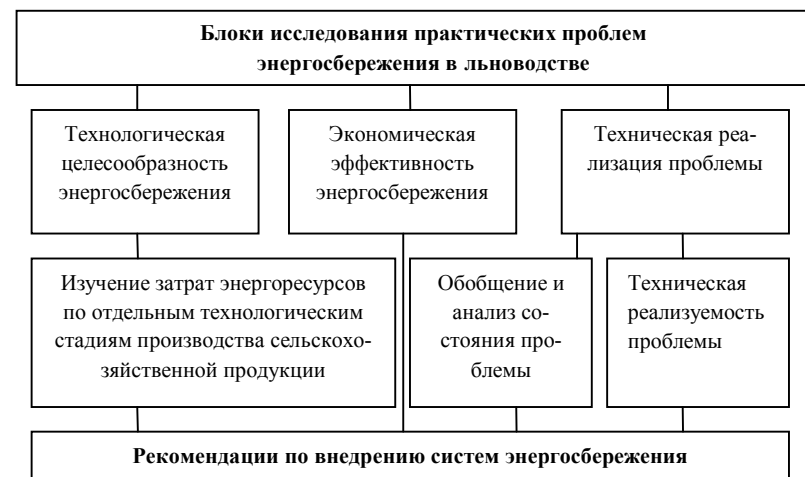 Блоки исследования практических проблем
энергосбережения в льноводстве
Технологическая
целесообразность
энергосбережения
Экономическая
эффективность
энергосбережения
Техническая реа-
лизация проблемы
Изучение затрат энергоресурсов
по отдельным технологическим
стадиям производства сельскохо-
зяйственной продукции
Обобщение и
анализ со-
стояния про-
блемы
Техническая
реализуемость
проблемы
Рекомендации по внедрению систем энергосбережения